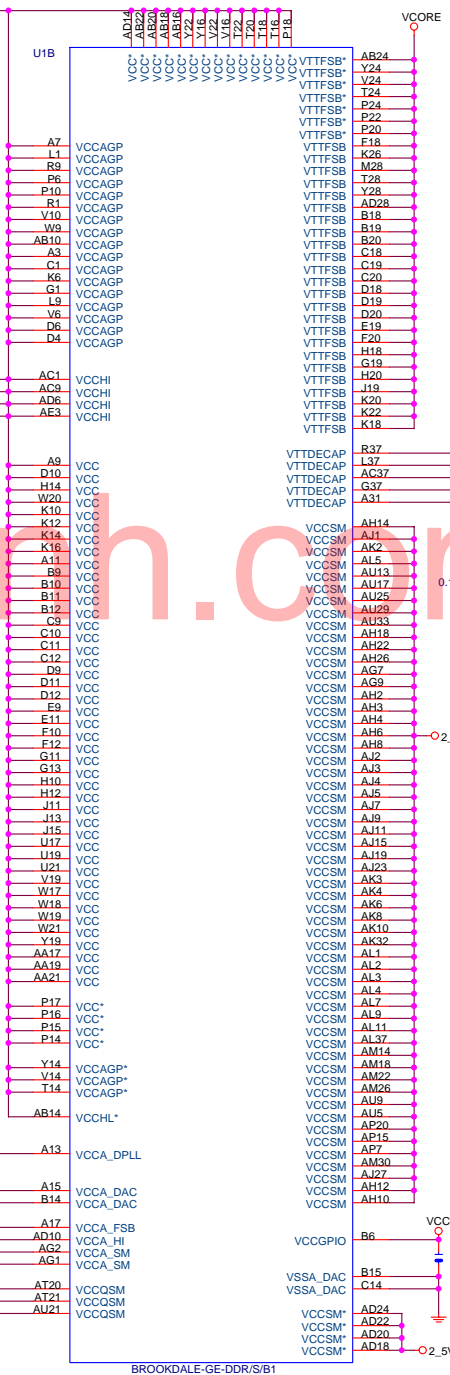 VCORE
U1B
AD14 AB22 AB20 AB18 AB16 Y22 Y16 V22 V16 T22 T20 T18 T16 P18
VCC* VCC* VCC* VCC* VCC* VCC* VCC* VCC* VCC* VCC* VCC* VCC* VCC* VCC
A7 VCCAGP
L1 VCCAGP
R9 VCCAGP
P6 VCCAGP
P10 VCCAGP
R1 VCCAGP
V10 VCCAGP
W9 VCCAGP
AB10 VCCAGP
A3 VCCAGP
C1 VCCAGP
K6 VCCAGP
G1 VCCAGP
L9 VCCAGP
V6 VCCAGP
D6 VCCAGP
D4 VCCAGP
AC1 VCCHI
AC9 VCCHI
AD6 VCCHI
AE3 VCCHI
A9 VCC
D10 VCC
H14 VCC
W20 VCC
K10 VCC
K12 VCC
K14 VCC
K16 VCC
A11 VCC
B9 VCC
B10 VCC
B11 VCC
B12 VCC
C9 VCC
C10 VCC
C11 VCC
C12 VCC
D9 VCC
D11 VCC
D12 VCC
E9 VCC
E11 VCC
F10 VCC
F12 VCC
G11 VCC
G13 VCC
H10 VCC
H12 VCC
J11 VCC
J13 VCC
J15 VCC
U17 VCC
U19 VCC
U21 VCC
V19 VCC
W17 VCC
W18 VCC
W19 VCC
W21 VCC
Y19 VCC
AA17 VCC
AA19 VCC
AA21 VCC
P17 VCC*
P16 VCC*
P15 VCC*
P14 VCC*
Y14 VCCAGP*
V14 VCCAGP*
T14 VCCAGP*
AB14 VCCHL*
A13 VCCA_DPLL
A15 VCCA_DAC
B14 VCCA_DAC
A17 VCCA_FSB
AD10 VCCA_HI
AG2 VCCA_SM
AG1 VCCA_SM
AT20 VCCQSM
AT21 VCCQSM
AU21 VCCQSM
VTTFSB* AB24
VTTFSB* Y24
VTTFSB* V24
VTTFSB* T24
VTTFSB* P24
VTTFSB* P22
VTTFSB* P20
VTTFSB F18
VTTFSB K26
VTTFSB M28
VTTFSB T28
VTTFSB Y28
VTTFSB AD28
VTTFSB B18
VTTFSB B19
VTTFSB B20
VTTFSB C18
VTTFSB C19
VTTFSB C20
VTTFSB D18
VTTFSB D19
VTTFSB D20
VTTFSB E19
VTTFSB F20
VTTFSB H18
VTTFSB G19
VTTFSB H20
VTTFSB J19
VTTFSB K20
VTTFSB K22
VTTFSB K18
VTTDECAP R37
VTTDECAP L37
VTTDECAP AC37
VTTDECAP G37
VTTDECAP A31
VCCSM AH14
VCCSM AJ1
VCCSM AK2
VCCSM AL5
VCCSM AU13
VCCSM AU17
VCCSM AU25
VCCSM AU29
VCCSM AU33
VCCSM AH18
VCCSM AH22
VCCSM AH26
VCCSM AG7
VCCSM AG9
VCCSM AH2
VCCSM AH3
VCCSM AH4
VCCSM AH6
VCCSM AH8
VCCSM AJ2
VCCSM AJ3
VCCSM AJ4
VCCSM AJ5
VCCSM AJ7
VCCSM AJ9
VCCSM AJ11
VCCSM AJ15
VCCSM AJ19
VCCSM AJ23
VCCSM AK3
VCCSM AK4
VCCSM AK6
VCCSM AK8
VCCSM AK10
VCCSM AK32
VCCSM AL1
VCCSM AL2
VCCSM AL3
VCCSM AL4
VCCSM AL7
VCCSM AL9
VCCSM AL11
VCCSM AL37
VCCSM AM14
VCCSM AM18
VCCSM AM22
VCCSM AM26
VCCSM AU9
VCCSM AU5
VCCSM AP20
VCCSM AP15
VCCSM AP7
VCCSM AM30
VCCSM AJ27
VCCSM AH12
VCCSM AH10
VCCGPIO B6
VSSA_DAC B15
VSSA_DAC C14
VCCSM* AD24
VCCSM* AD22
VCCSM* AD20
VCCSM* AD18
0.1
2_
VCC
2_5V
nh.com
BROOKDALE-GE-DDR/S/B1